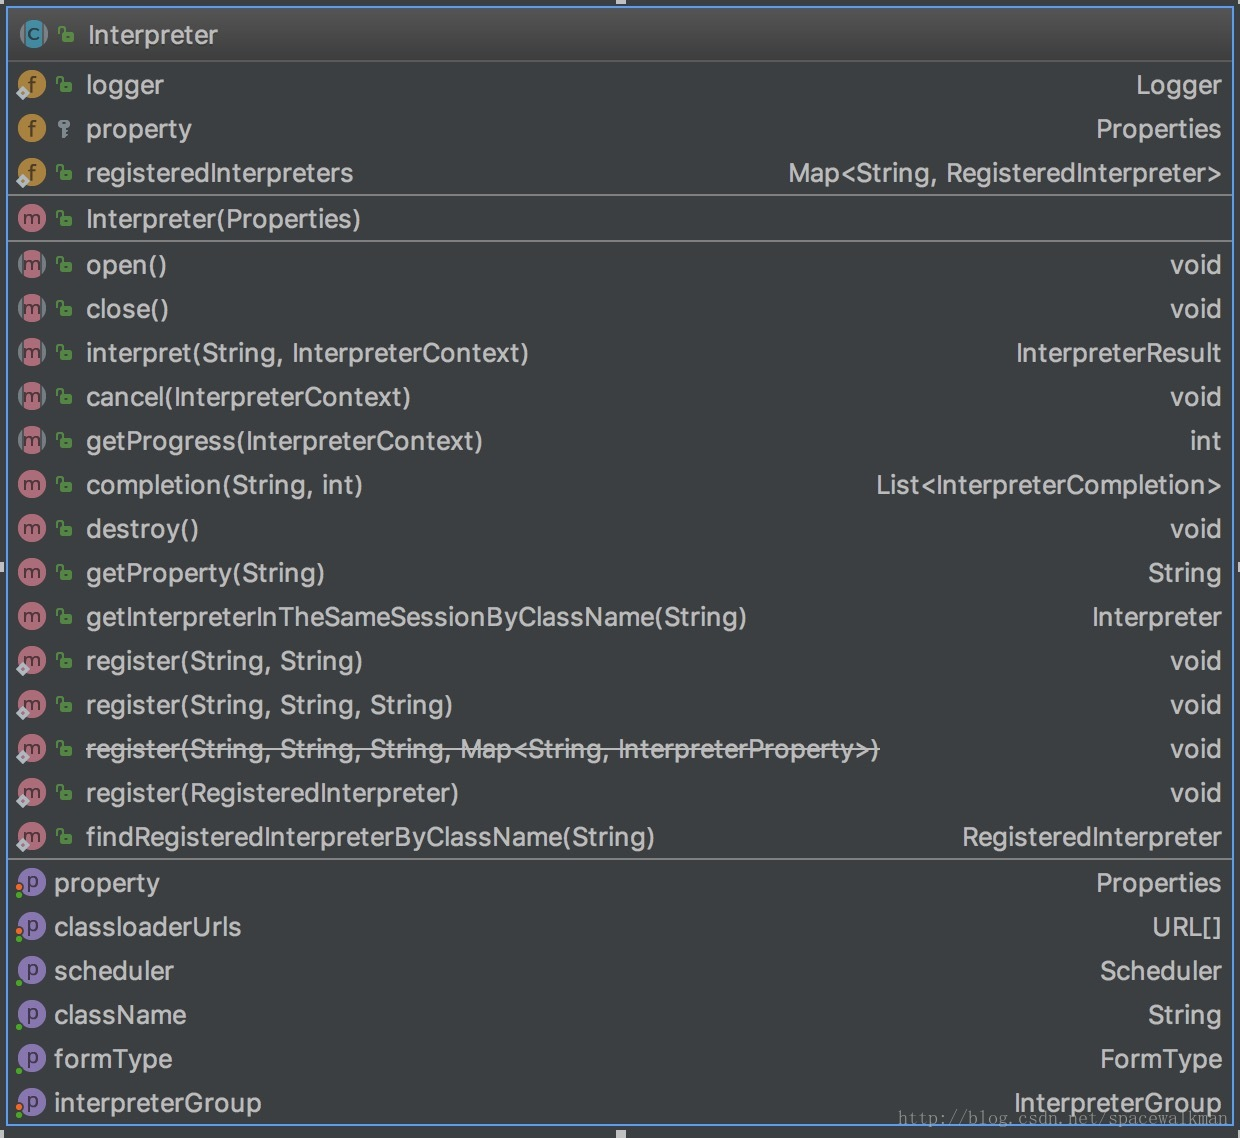 Interpreter
logger Logger
property Properties
registeredInterpreters Map<String, RegisteredInterpreter>
Interpreter(Properties)
open() void
close() void
interpret(String, InterpreterContext) InterpreterResult
cancel(InterpreterContext) void
getProgress(InterpreterContext) int
completion(String, int) List<InterpreterCompletion>
destroy() void
getProperty(String) String
getInterpreterInTheSameSessionByClassName(String) Interpreter
register(String, String) void
register(String, String, String) void
register(String, String, String, Map<String, InterpreterProperty>) void
register(RegisteredInterpreter) void
findRegisteredInterpreterByClassName(String) RegisteredInterpreter
property Properties
classloaderUrls URL[]
scheduler Scheduler
className String
formType FormType
interpreterGroup InterpreterGroup
http://blog.csdn.net/spacewalkman